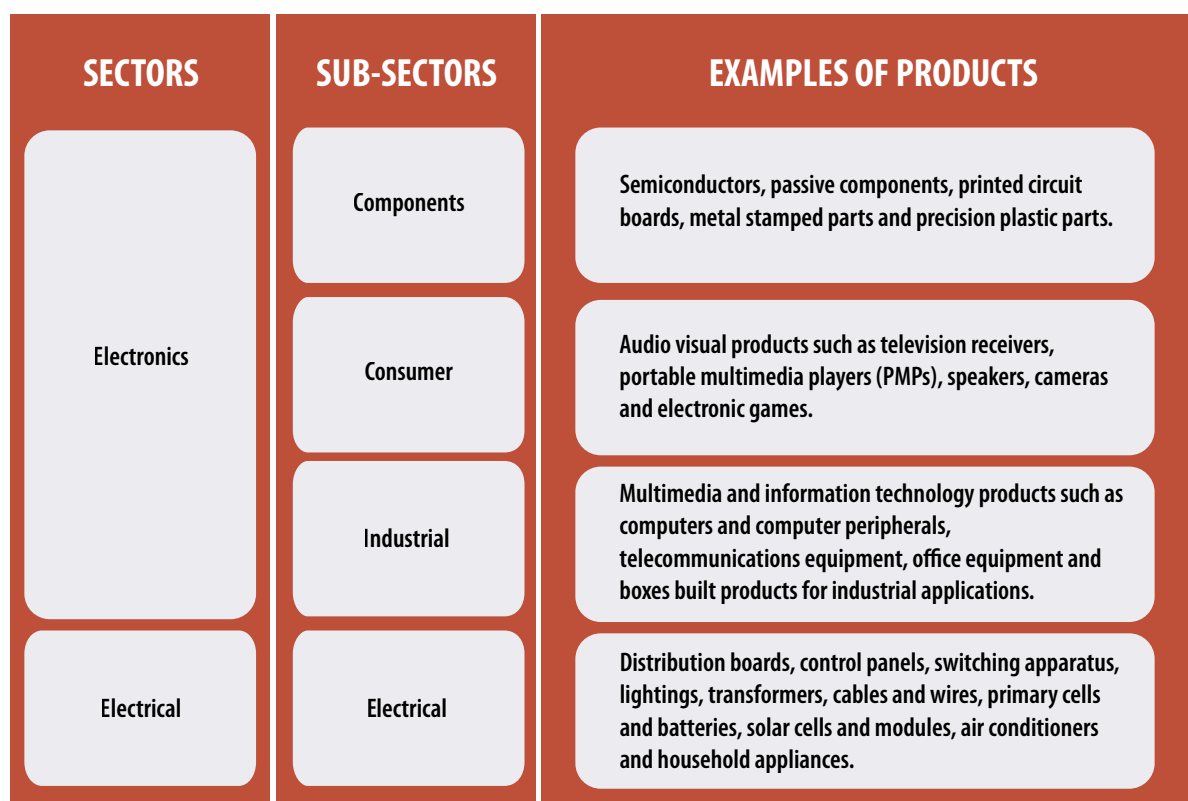 SECTORS
SUB-SECTORS
EXAMPLES OF PRODUCTS
Electronics
Components
Semiconductors, passive components, printed circuit
boards, metal stamped parts and precision plastic parts.
Consumer
Audio visual products such as television receivers,
portable multimedia players (PMPs), speakers, cameras
and electronic games.
Industrial
Multimedia and information technology products such as
computers and computer peripherals,
telecommunications equipment, office equipment and
boxes built products for industrial applications.
Electrical
Electrical
Distribution boards, control panels, switching apparatus,
lightings, transformers, cables and wires, primary cells
and batteries, solar cells and modules, air conditioners
and household appliances.